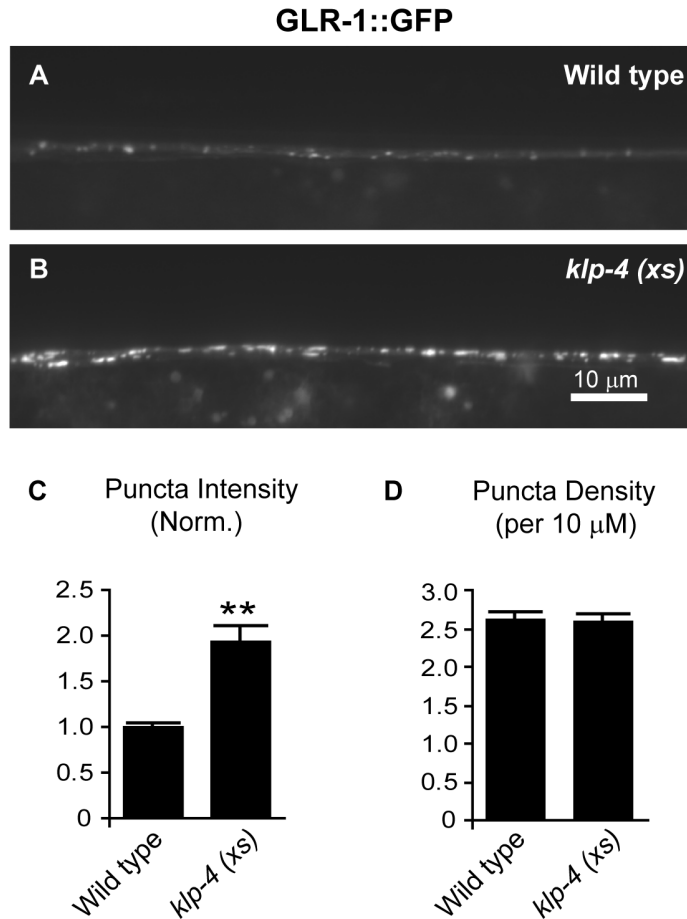 GLR-1::GFP
A
Wild type
B
klp-4 (xs)
10 μm
C
Puncta Intensity
(Norm.)
2.5
2.0
1.5
1.0
0.5
0
**
Wild type
klp-4 (xs)
D
Puncta Density
(per 10 μM)
3.0
2.5
2.0
1.5
1.0
0.5
0
Wild type
klp-4 (xs)